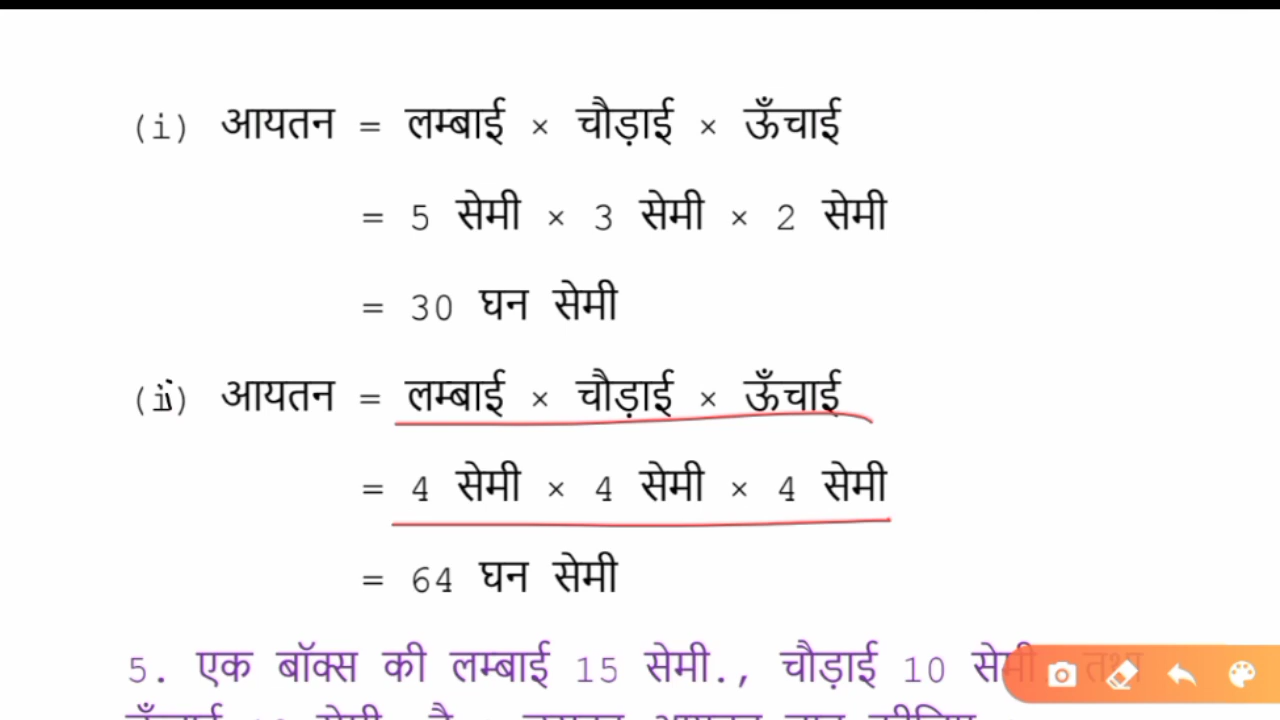 (i) आयतन = लम्बाई × चौड़ाई × ऊँचाई
= 5 सेमी × 3 सेमी × 2 सेमी
= 30 घन सेमी
(ii) आयतन = लम्बाई × चौड़ाई × ऊँचाई
= 4 सेमी × 4 सेमी × 4 सेमी
= 64 घन सेमी
5. एक बॉक्स की लम्बाई 15 सेमी., चौड़ाई 10 सेमी. तथा